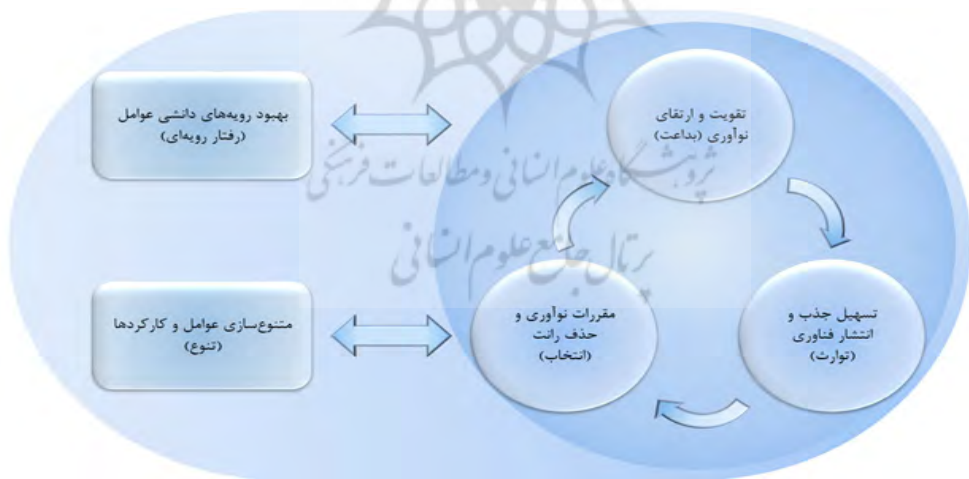 تقویت و ارتقای
نوآوری (بداعت)
بهبود رویه‌های دانشی عوامل
(رفتار رویه‌ای)
پژوهشگاه علوم انسانی و مطالعات فرهنگی
پرتال جامع علوم انسانی
تسهیل جذب و
انتشار فناوری
(توارث)
مقررات نوآوری و
حذف رانت
(انتخاب)
متنوع‌سازی عوامل و کارکردها
(تنوع)